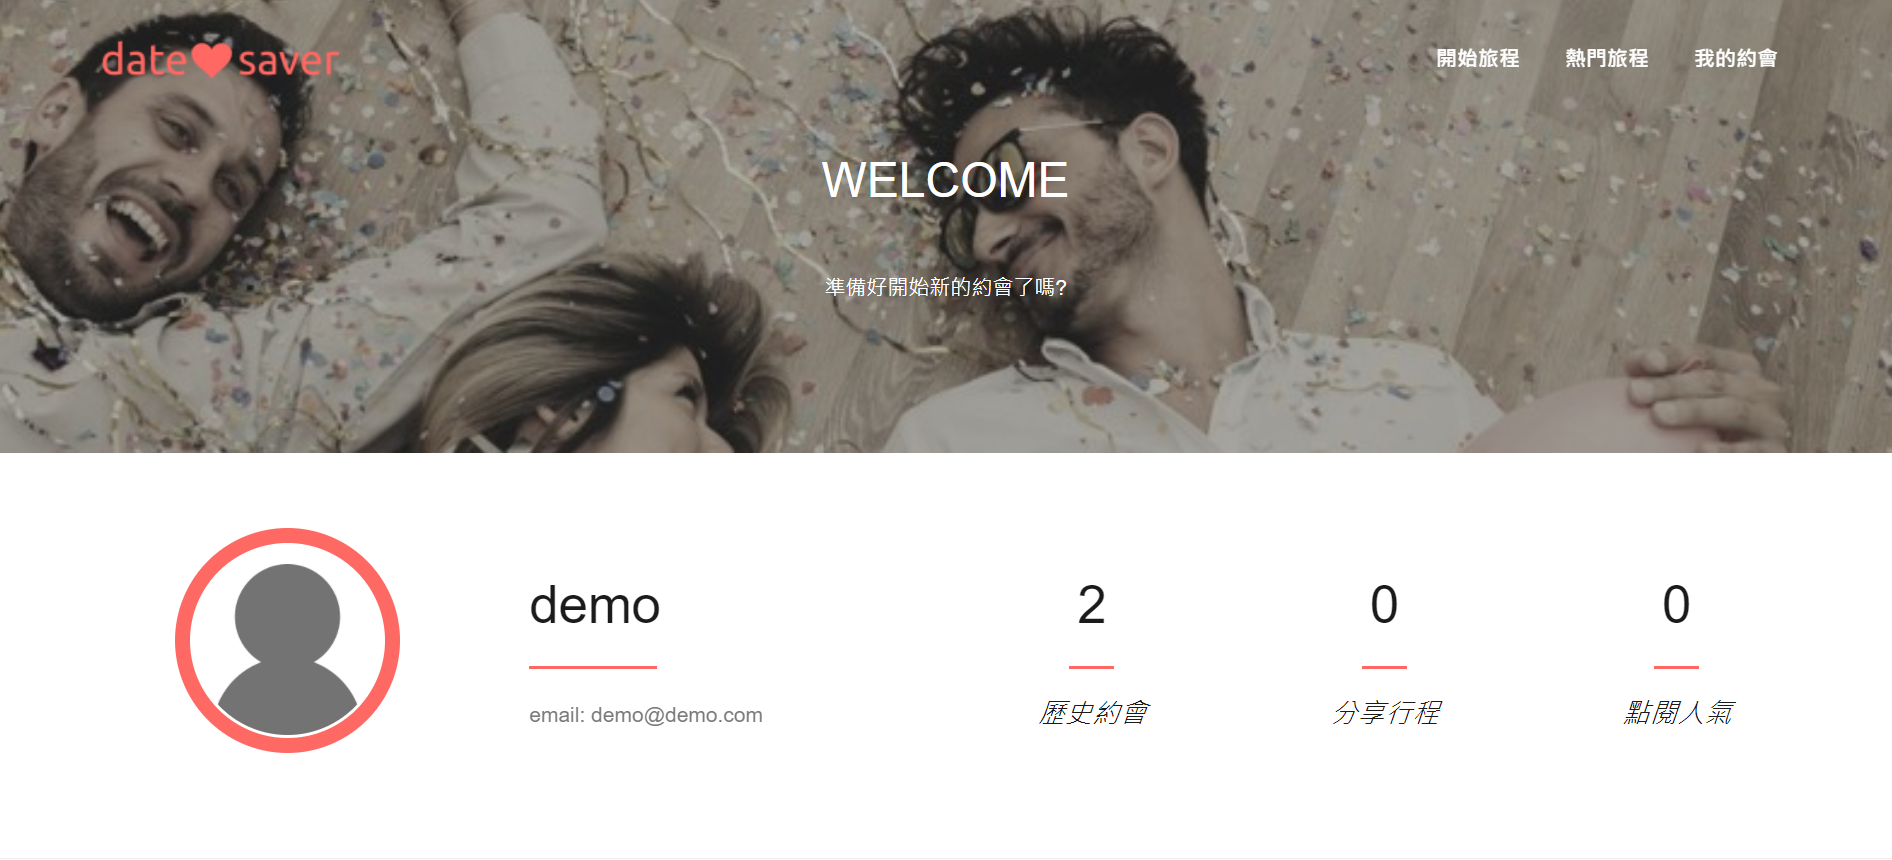 date saver
開始旅程 熱門旅程 我的約會
WELCOME
準備好開始新的約會了嗎?
demo
email: demo@demo.com
2
歷史約會
0
分享行程
0
點閱人氣